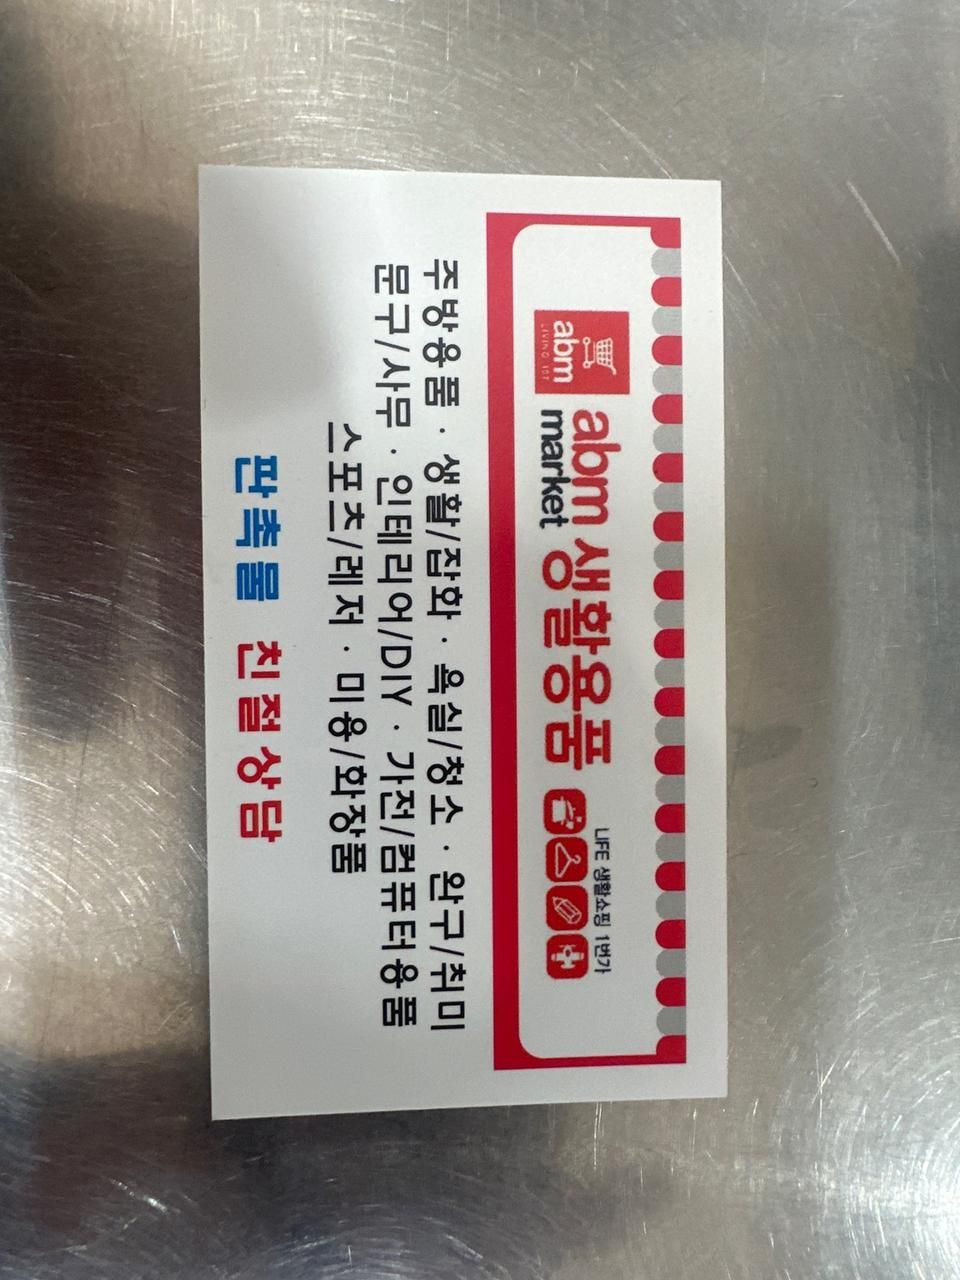 abm
LIVING 1ST
abm
market
생활용품
LIFE 생활쇼핑 1번가
주방용품 · 생활/잡화 · 욕실/청소 · 완구/취미
문구/사무 · 인테리어/DIY · 가전/컴퓨터용품
스포츠/레저 · 미용/화장품
판촉물 친절상담